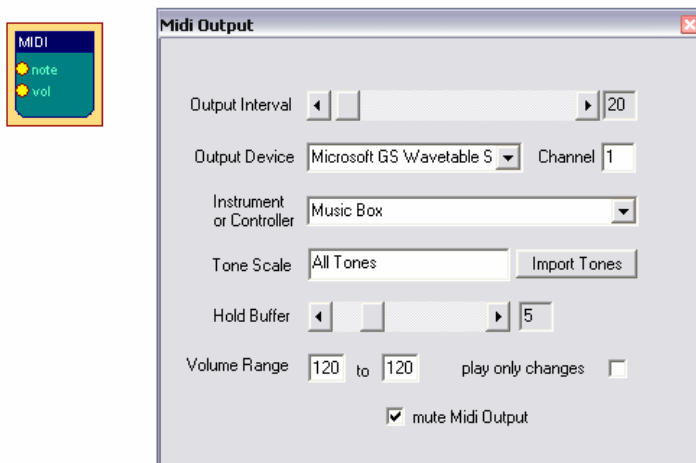 MIDI
note
vol
Midi Output
Output Interval 20
Output Device Microsoft GS Wavetable S Channel 1
Instrument
or Controller Music Box
Tone Scale All Tones Import Tones
Hold Buffer 5
Volume Range 120 to 120 play only changes
mute Midi Output